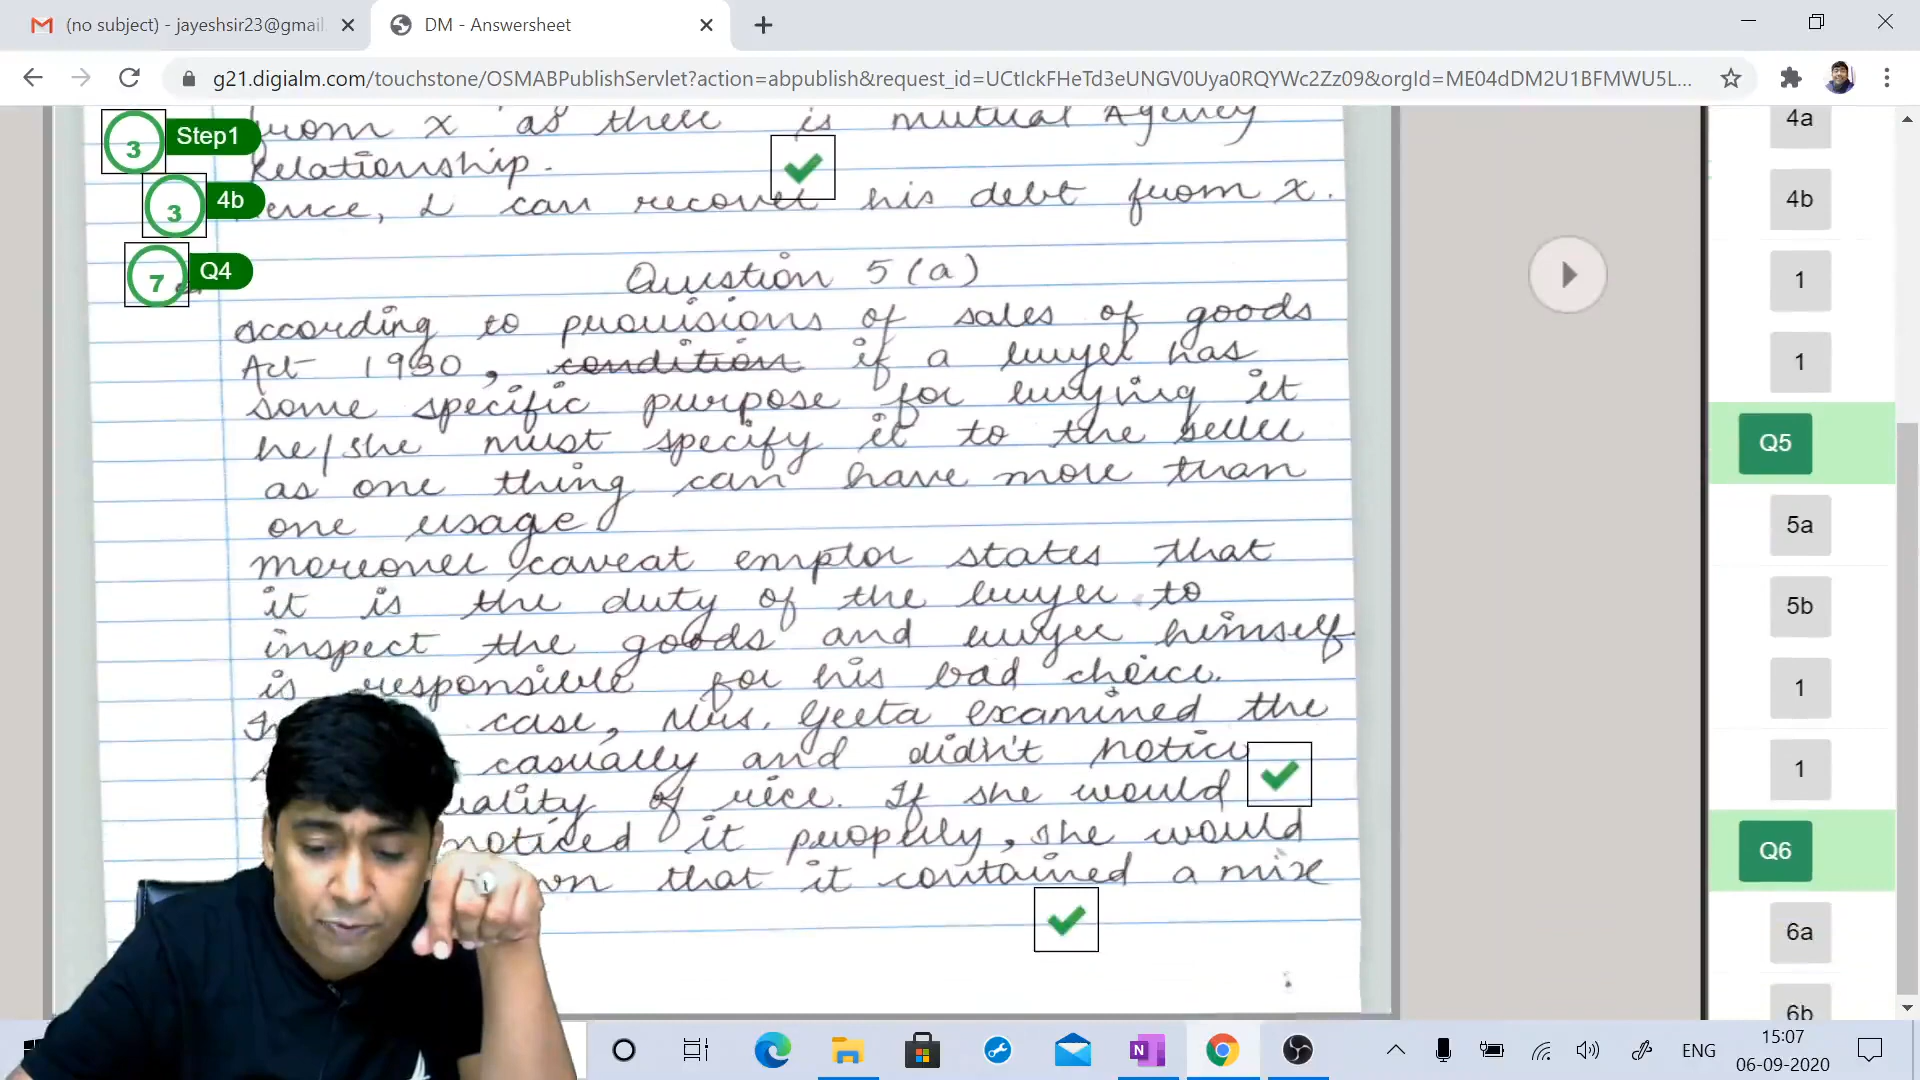 (no subject) - jayeshsir23@gmail.
DM - Answersheet
g21.digialm.com/touchstone/OSMABPublishServlet?action=abpublish&request_id=UCtIckFHeTd3eUNGV0Uya0RQYWc2Zz09&orgId=ME04dDM2U1BFMWU5L...
from x as there is mutual Agency
3 Step1
Relationship.
3 4b
ence, L can recover his debt from x.
7 Q4
Question 5 (a)
according to provisions of sales of goods
Act 1930, condition if a buyer has
some specific purpose for buying it
he/she must specify it to the seller
as one thing can have more than
one usage
moreover caveat emptor states that
it is the duty of the buyer to
inspect the goods and buyer himself
is responsible for his bad choice.
In case, Mrs. Geeta examined the
casually and didn't notice
uality of rice. If she would
noticed it properly, she would
wn that it contained a mix
4a
4b
1
1
Q5
5a
5b
1
1
Q6
6a
6b
N
ENG
15:07
06-09-2020